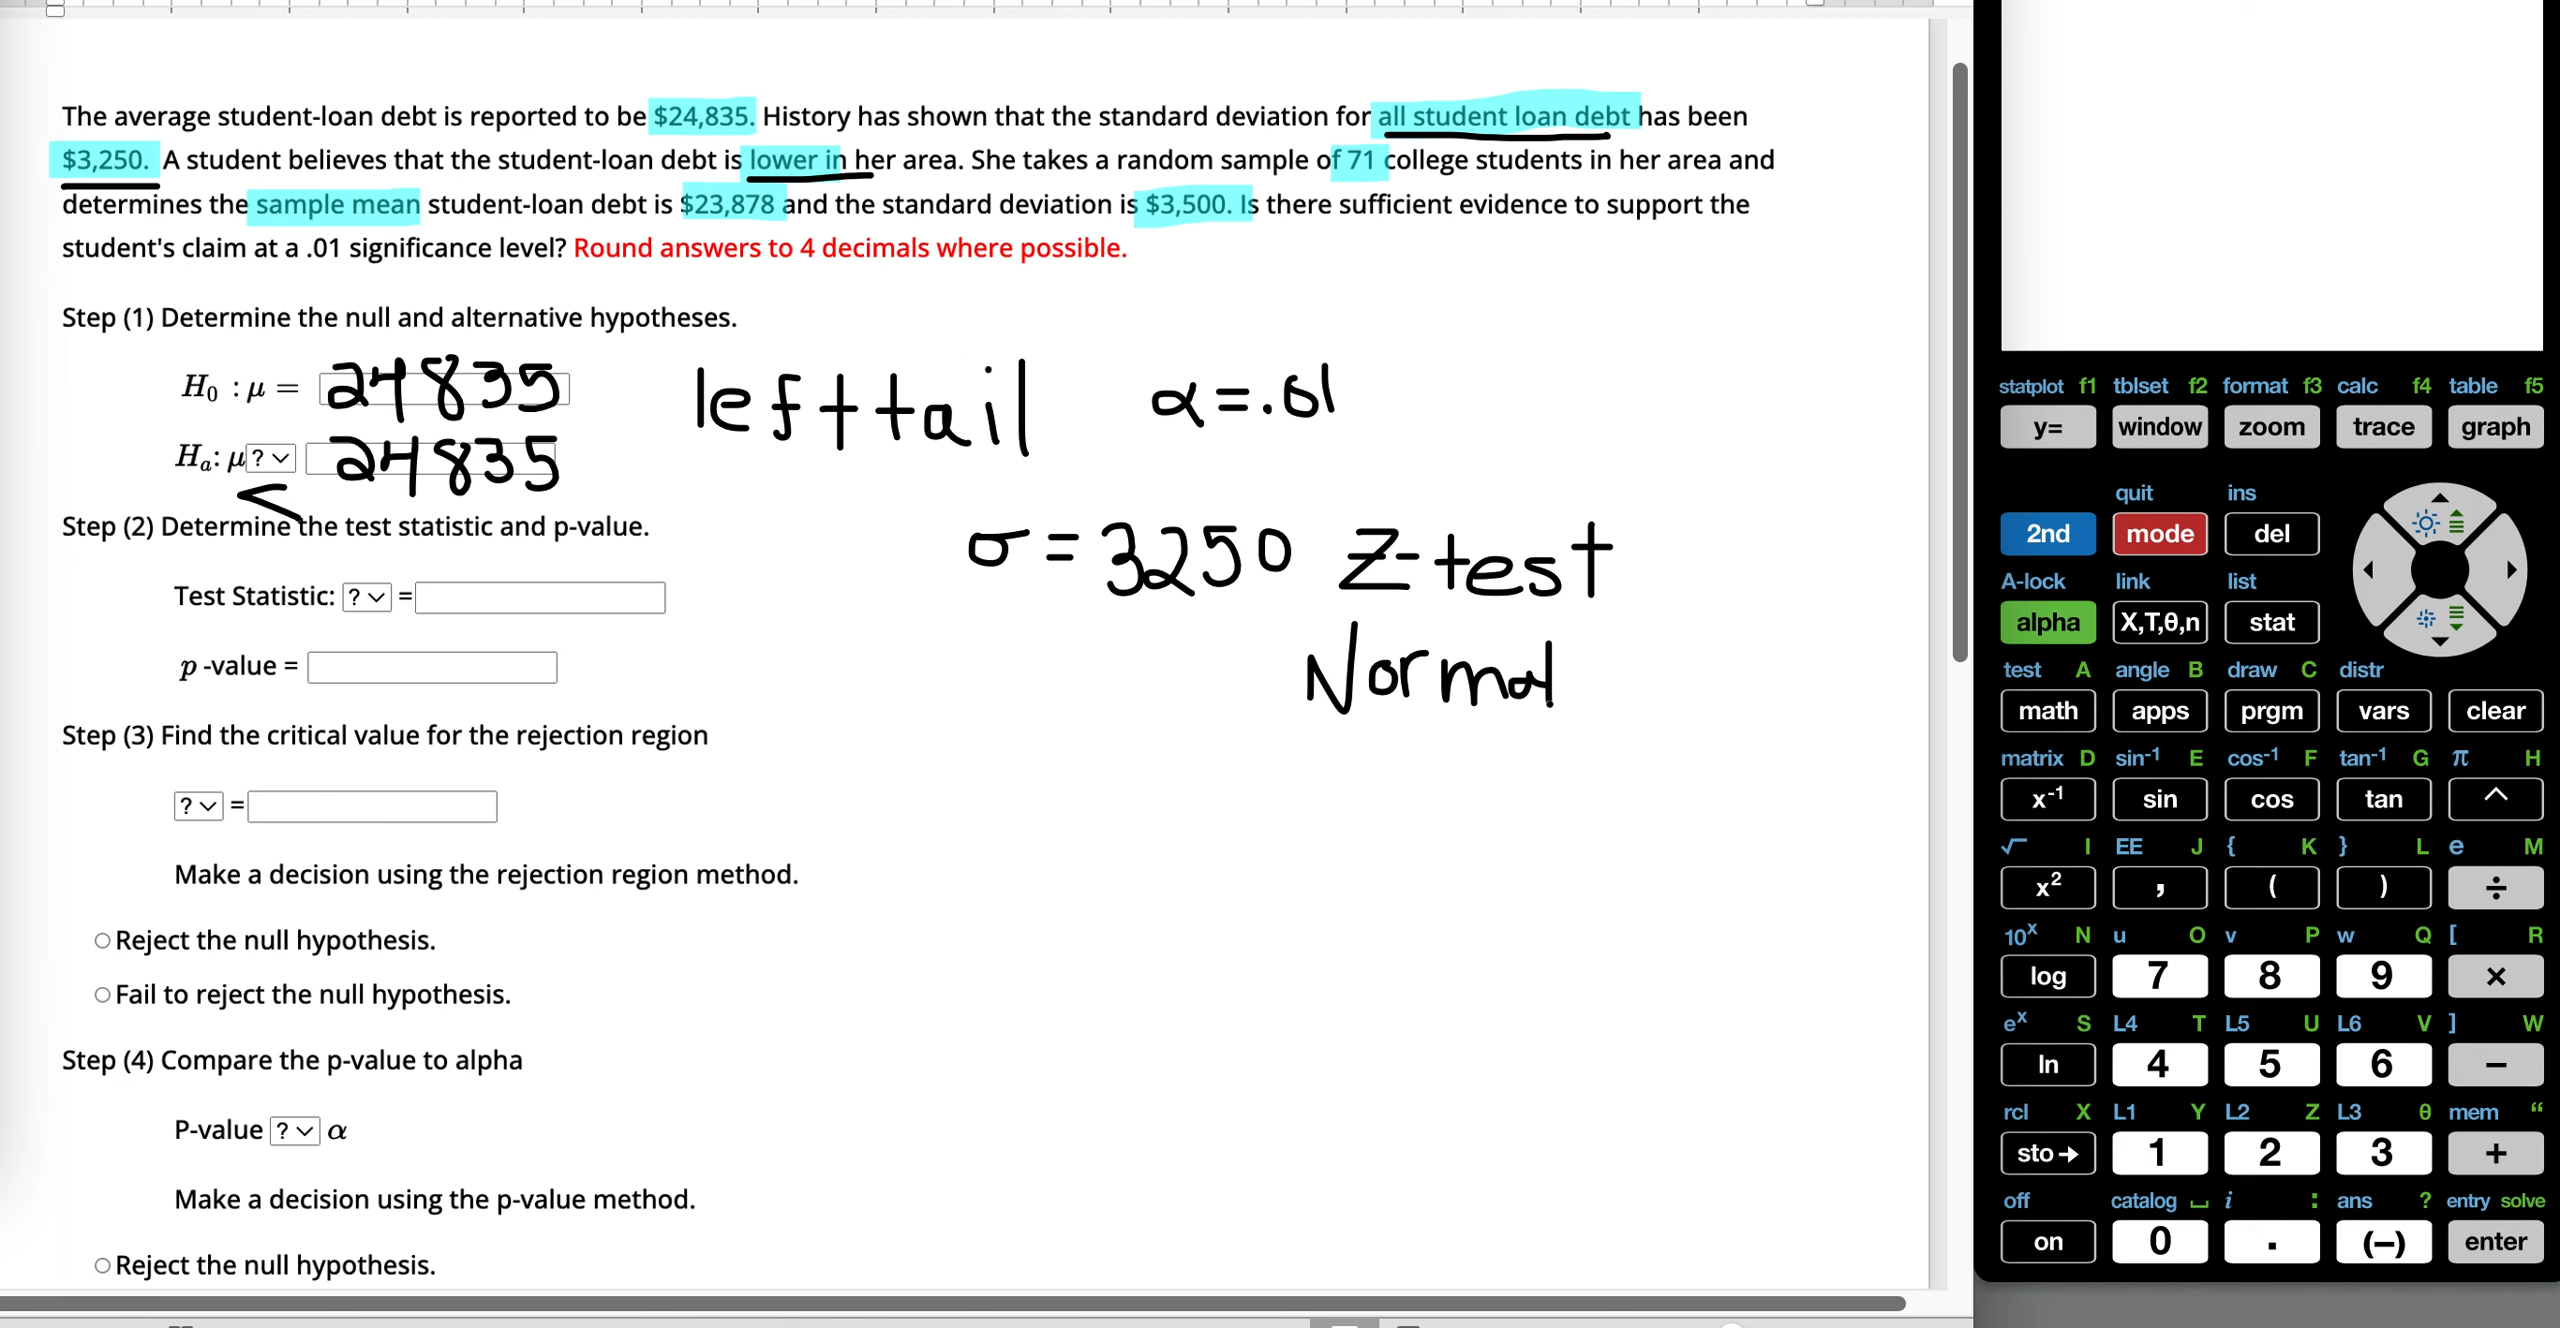 The average student-loan debt is reported to be $24,835. History has shown that the standard deviation for all student loan debt has been
$3,250. A student believes that the student-loan debt is lower in her area. She takes a random sample of 71 college students in her area and
determines the sample mean student-loan debt is $23,878 and the standard deviation is $3,500. Is there sufficient evidence to support the
student's claim at a .01 significance level? Round answers to 4 decimals where possible.
Step (1) Determine the null and alternative hypotheses.
H₀ : μ = 24835
left tail α = .01
Hₐ: μ ? 24835
<
Step (2) Determine the test statistic and p-value.
σ = 3250 Z-test
Normal
Test Statistic: ? =
p -value =
Step (3) Find the critical value for the rejection region
? =
Make a decision using the rejection region method.
Reject the null hypothesis.
Fail to reject the null hypothesis.
Step (4) Compare the p-value to alpha
P-value ? α
Make a decision using the p-value method.
Reject the null hypothesis.
statplot f1 tblset f2 format f3 calc f4 table f5
y= window zoom trace graph
quit ins
2nd mode del
A-lock link list
alpha X,T,θ,n stat
test A angle B draw C distr
math apps prgm vars clear
matrix D sin⁻¹ E cos⁻¹ F tan⁻¹ G π H
x⁻¹ sin cos tan ^
√ I EE J { K } L e M
x² , ( ) ÷
10ˣ N u O v P w Q [ R
log 7 8 9 ×
eˣ S L4 T L5 U L6 V ] W
ln 4 5 6 −
rcl X L1 Y L2 Z L3 θ mem “
sto→ 1 2 3 +
off catalog ⎵ i : ans ? entry solve
on 0 . (−) enter